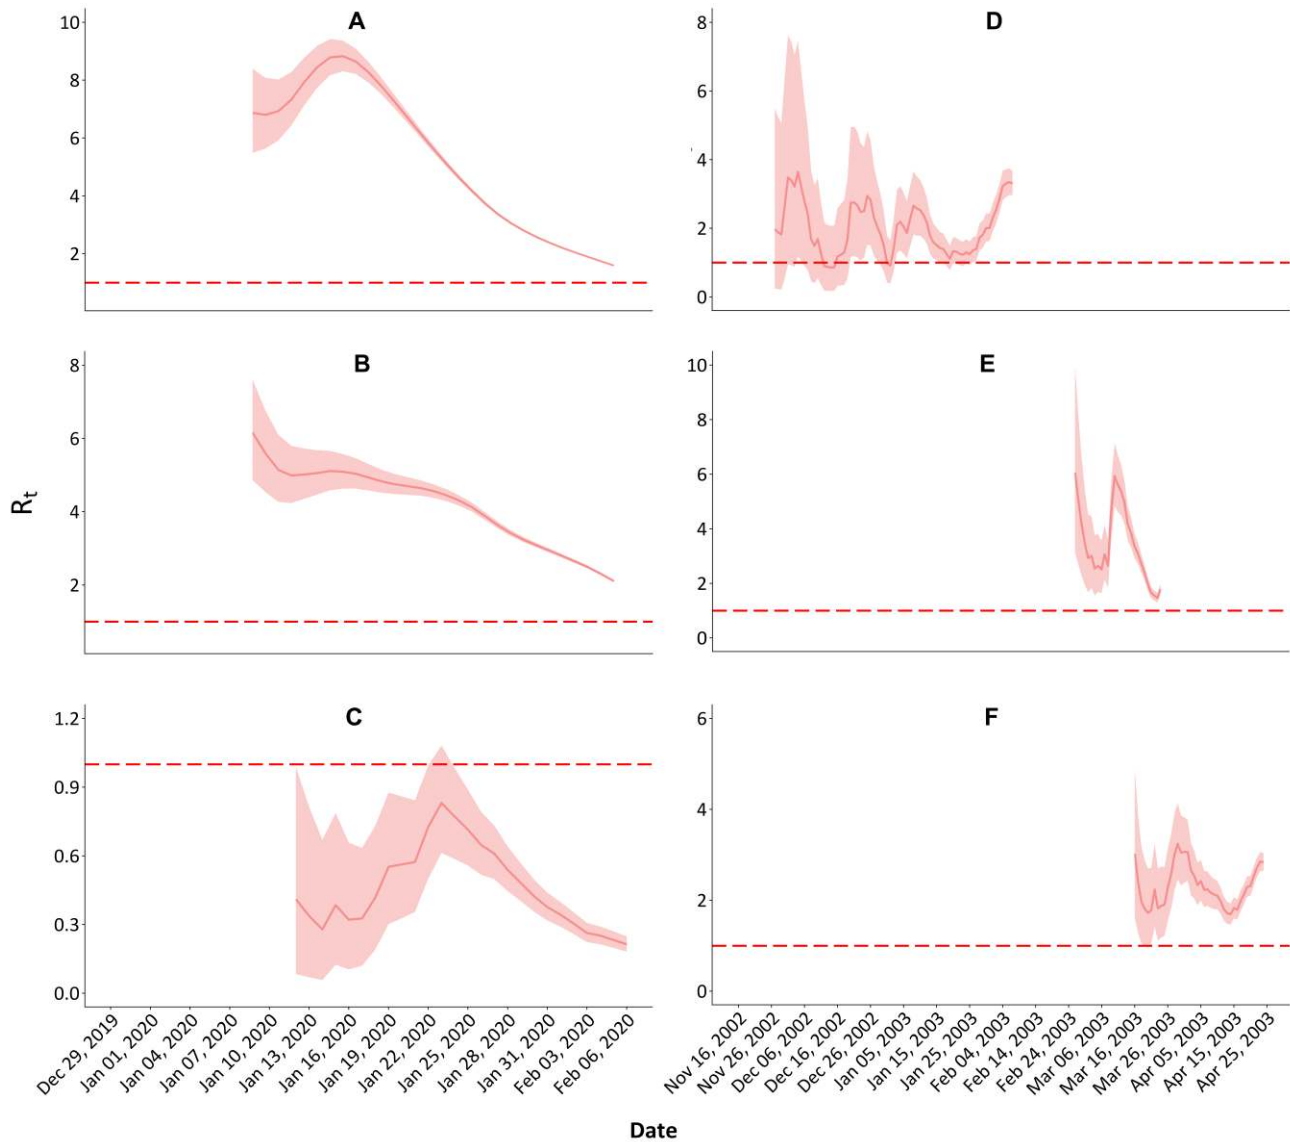 A
10
8
6
4
2
D
8
6
4
2
0
B
8
6
4
2
E
10
8
6
4
2
0
Rt
C
1.2
0.9
0.6
0.3
0.0
F
6
4
2
0
Dec 29, 2019
Jan 01, 2020
Jan 04, 2020
Jan 07, 2020
Jan 10, 2020
Jan 13, 2020
Jan 16, 2020
Jan 19, 2020
Jan 22, 2020
Jan 25, 2020
Jan 28, 2020
Jan 31, 2020
Feb 03, 2020
Feb 06, 2020
Nov 16, 2002
Nov 26, 2002
Dec 06, 2002
Dec 16, 2002
Dec 26, 2002
Jan 05, 2003
Jan 15, 2003
Jan 25, 2003
Feb 04, 2003
Feb 14, 2003
Feb 24, 2003
Mar 06, 2003
Mar 16, 2003
Mar 26, 2003
Apr 05, 2003
Apr 15, 2003
Apr 25, 2003
Date